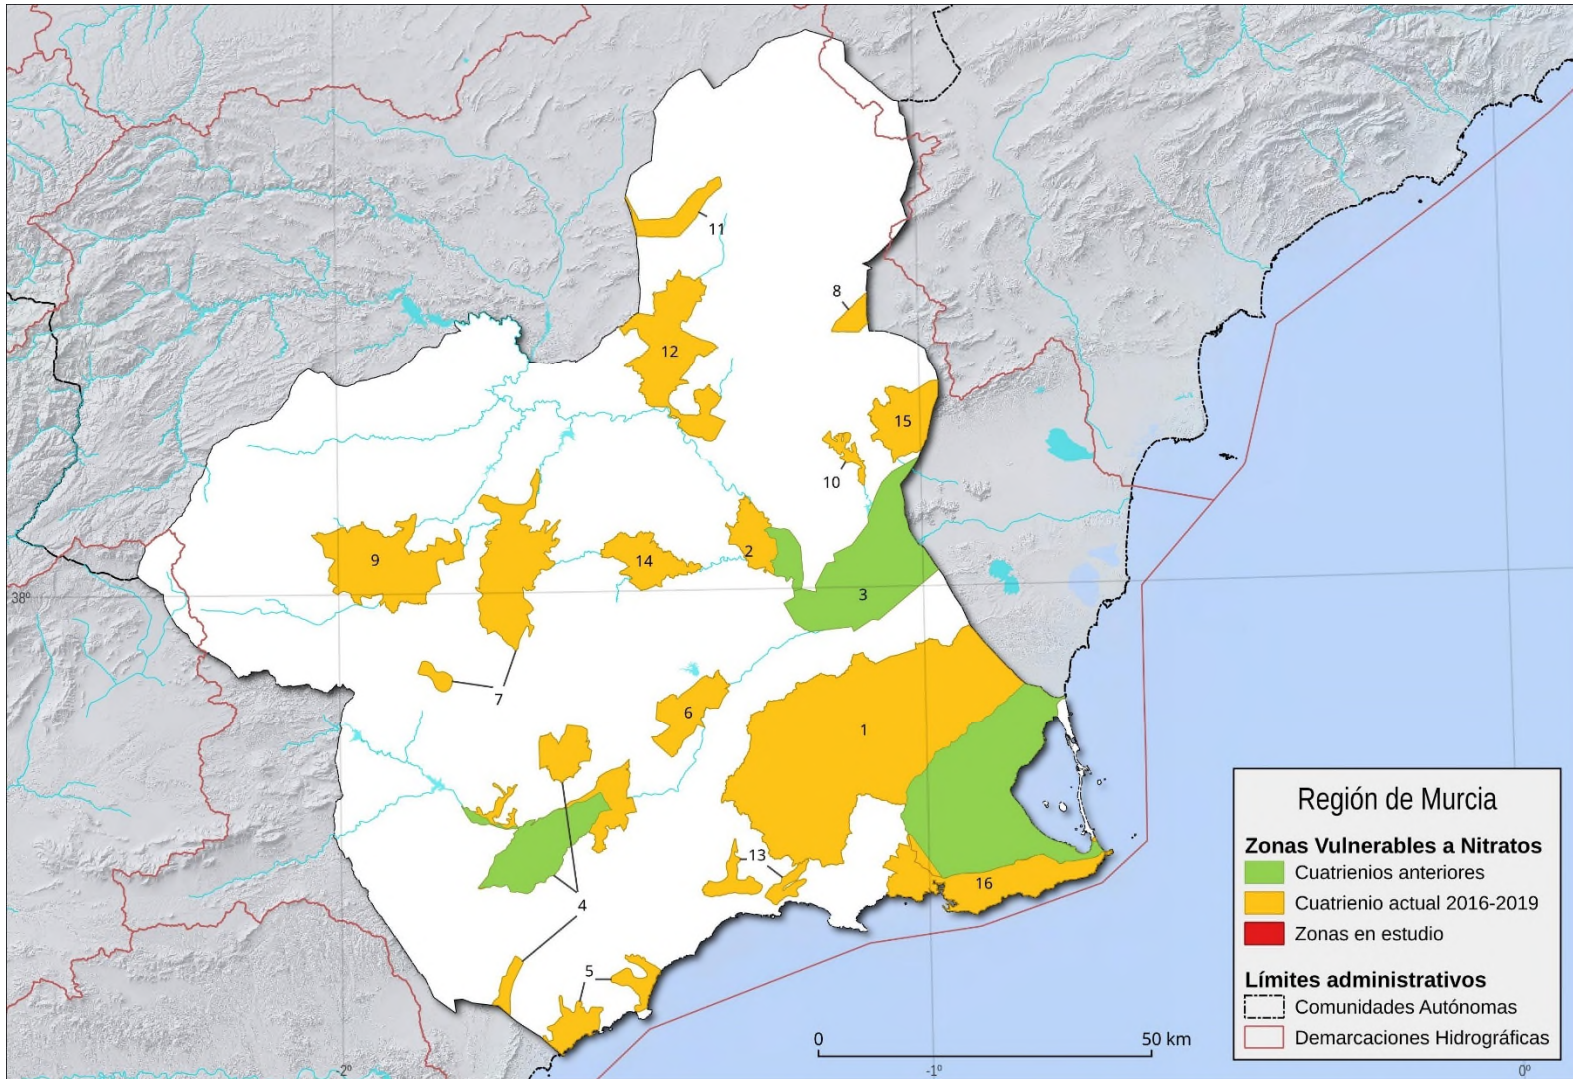 11
8
12
15
10
2
9
14
3
38º
7
6
1
13
16
4
5
Región de Murcia
Zonas Vulnerables a Nitratos
Cuatrienios anteriores
Cuatrienio actual 2016-2019
Zonas en estudio
Límites administrativos
Comunidades Autónomas
Demarcaciones Hidrográficas
0 50 km
-2º -1º 0º